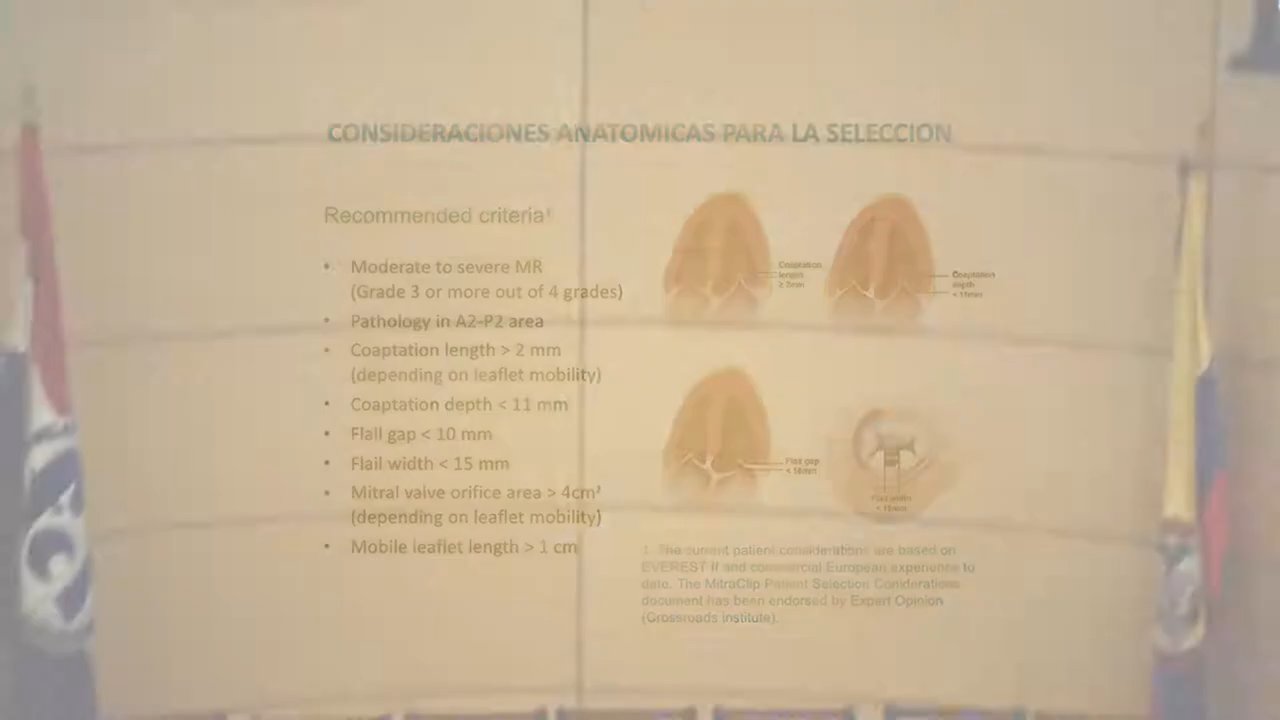 CONSIDERACIONES ANATOMICAS PARA LA SELECCION
Recommended criteria¹
• Moderate to severe MR
(Grade 3 or more out of 4 grades)
• Pathology in A2-P2 area
• Coaptation length > 2 mm
(depending on leaflet mobility)
• Coaptation depth < 11 mm
• Flail gap < 10 mm
• Flail width < 15 mm
• Mitral valve orifice area > 4cm²
(depending on leaflet mobility)
• Mobile leaflet length > 1 cm
Coaptation
length
≥ 2mm
Coaptation
depth
< 11mm
Flail gap
< 10mm
Flail width
< 15mm
1. The current patient considerations are based on
EVEREST II and commercial European experience to
date. The MitraClip Patient Selection Considerations
document has been endorsed by Expert Opinion
(Crossroads institute).